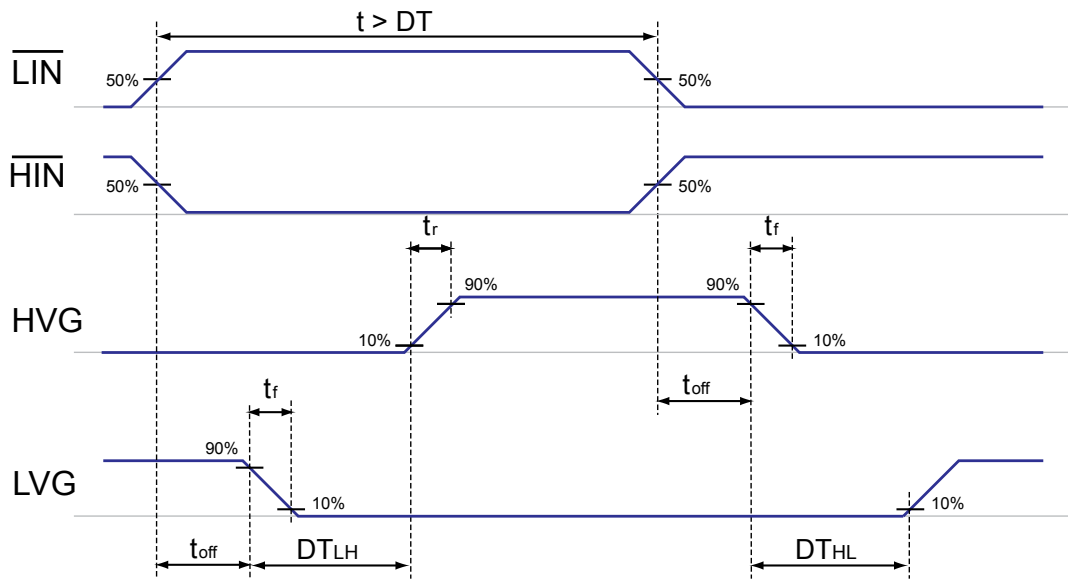 t > DT
LIN
50%
50%
HIN
50%
50%
tr
tf
HVG
90%
90%
10%
10%
tf
toff
LVG
90%
10%
10%
toff
DTLH
DTHL